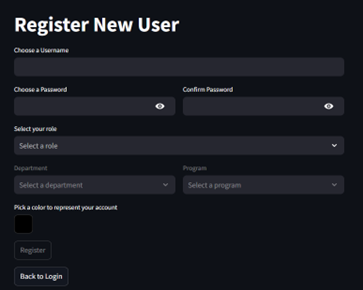 Register New User
Choose a Username
Choose a Password Confirm Password
Select your role
Select a role
Department Program
Select a department Select a program
Pick a color to represent your account
Register
Back to Login